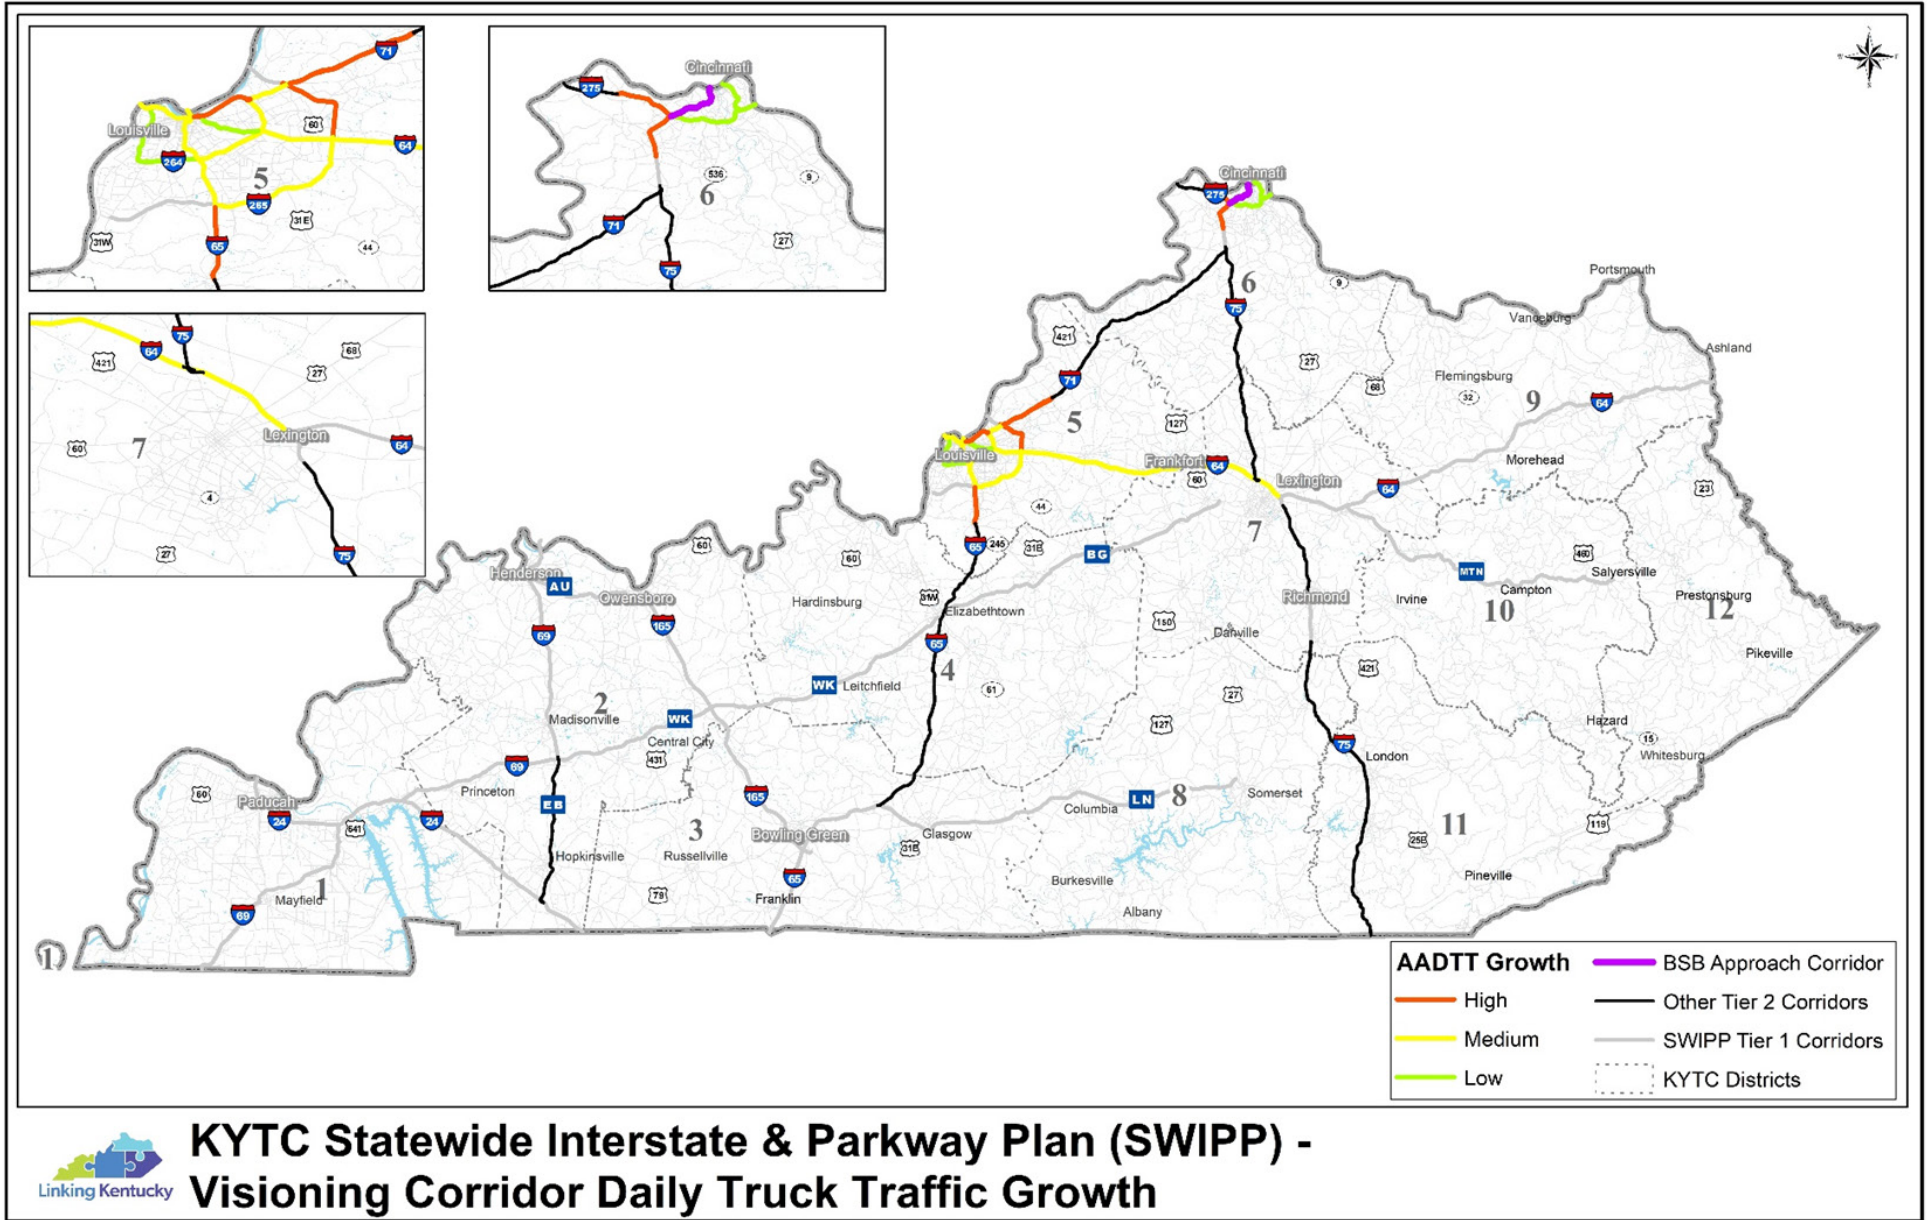 71
Louisville
60
64
264
5
265
31E
31W
65
44
Cincinnati
275
536
9
6
71
27
75
75
64
421
68
27
Lexington
7
60
64
4
27
75
Cincinnati
275
Portsmouth
6
9
75
Vanceburg
421
Ashland
27
71
68
Flemingsburg
32
9
64
5
127
Louisville
Frankfort
64
60
Lexington
Morehead
64
23
44
7
65
245
31E
BG
60
60
460
Henderson
AU
MTN
Salyersville
Owensboro
Hardinsburg
31W
Elizabethtown
Richmond
Irvine
Campton
10
Prestonsburg
12
165
69
150
Danville
65
4
421
Pikeville
WK
Leitchfield
61
27
2
Madisonville
WK
127
Hazard
15
Central City
75
London
Whitesburg
431
69
Princeton
60
Paducah
24
641
24
EB
165
Columbia
LN
8
Somerset
3
Bowling Green
Glasgow
31E
11
119
25E
Hopkinsville
Russellville
65
Burkesville
Pineville
1
Mayfield
79
Franklin
69
Albany
1
AADTT Growth
High
Medium
Low
BSB Approach Corridor
Other Tier 2 Corridors
SWIPP Tier 1 Corridors
KYTC Districts
Linking Kentucky
KYTC Statewide Interstate & Parkway Plan (SWIPP) -
Visioning Corridor Daily Truck Traffic Growth